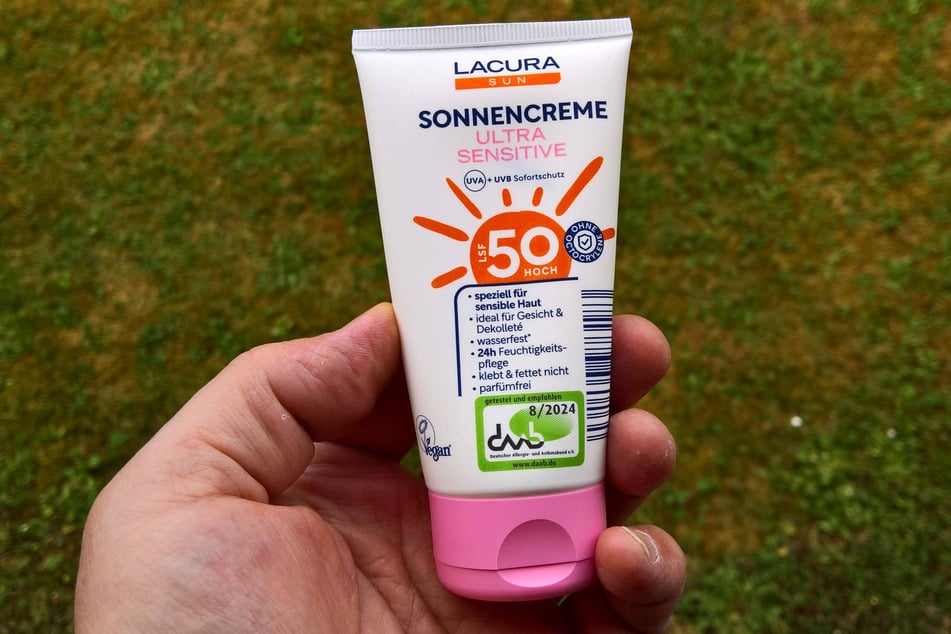 LACURA
SUN
SONNENCREME
ULTRA
SENSITIVE
UVA + UVB Sofortschutz
LSF 50
HOCH
OHNE OCTOCRYLENE
• speziell für
sensible Haut
• ideal für Gesicht &
Dekolleté
• wasserfest*
• 24h Feuchtigkeits-
pflege
• klebt & fettet nicht
• parfümfrei
getestet und empfohlen
8/2024
daab
Deutscher Allergie- und Asthmabund e.V.
www.daab.de
Vegan